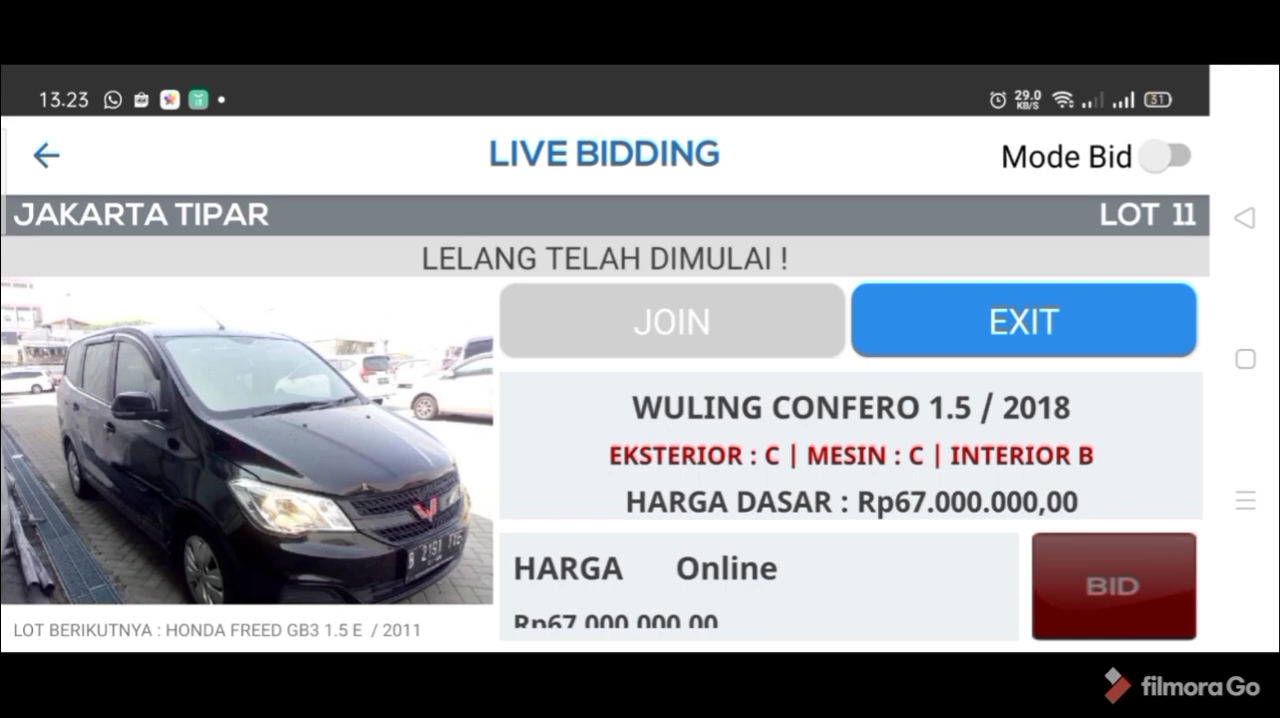 13.23
29.0
KB/S
31
LIVE BIDDING
Mode Bid
JAKARTA TIPAR
LOT 11
LELANG TELAH DIMULAI !
JOIN
EXIT
WULING CONFERO 1.5 / 2018
EKSTERIOR : C | MESIN : C | INTERIOR B
HARGA DASAR : Rp67.000.000,00
HARGA Online
Rp67.000.000,00
BID
B 2191
LOT BERIKUTNYA : HONDA FREED GB3 1.5 E / 2011
filmoraGo